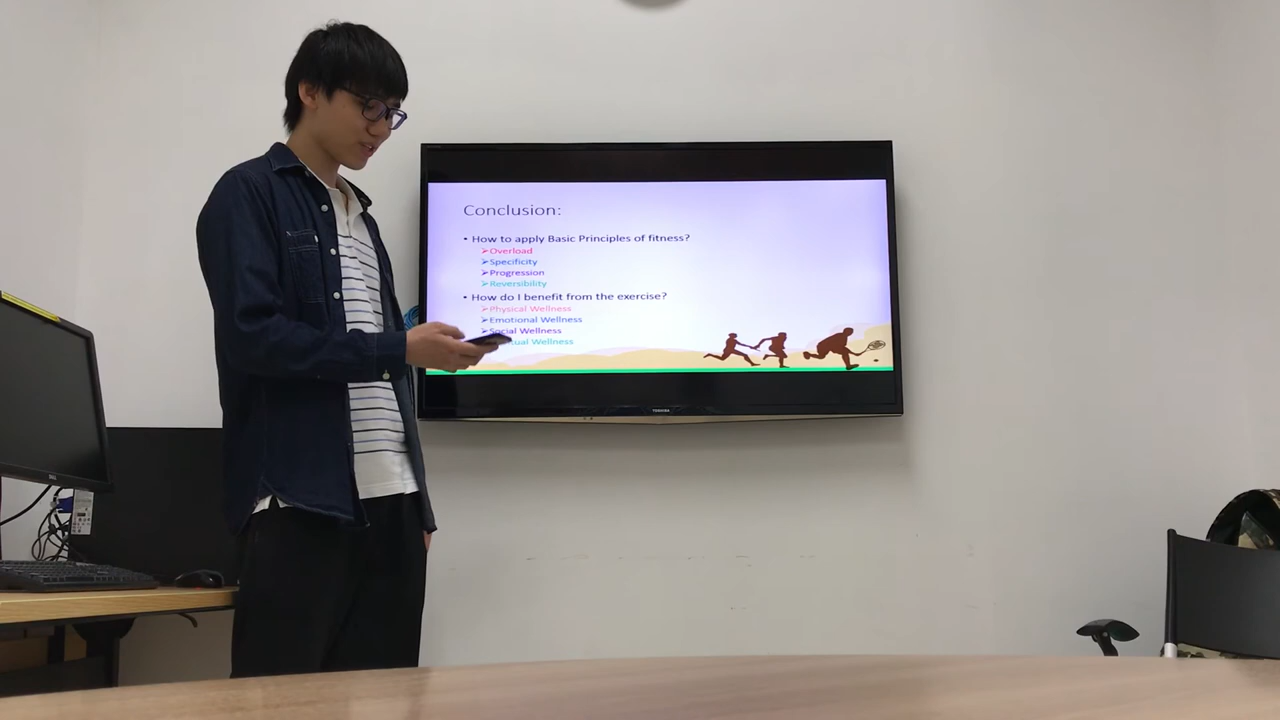 Conclusion:
• How to apply Basic Principles of fitness?
➢Overload
➢Specificity
➢Progression
➢Reversibility
• How do I benefit from the exercise?
➢Physical Wellness
➢Emotional Wellness
➢Social Wellness
Wellness
TOSHIBA
DELL